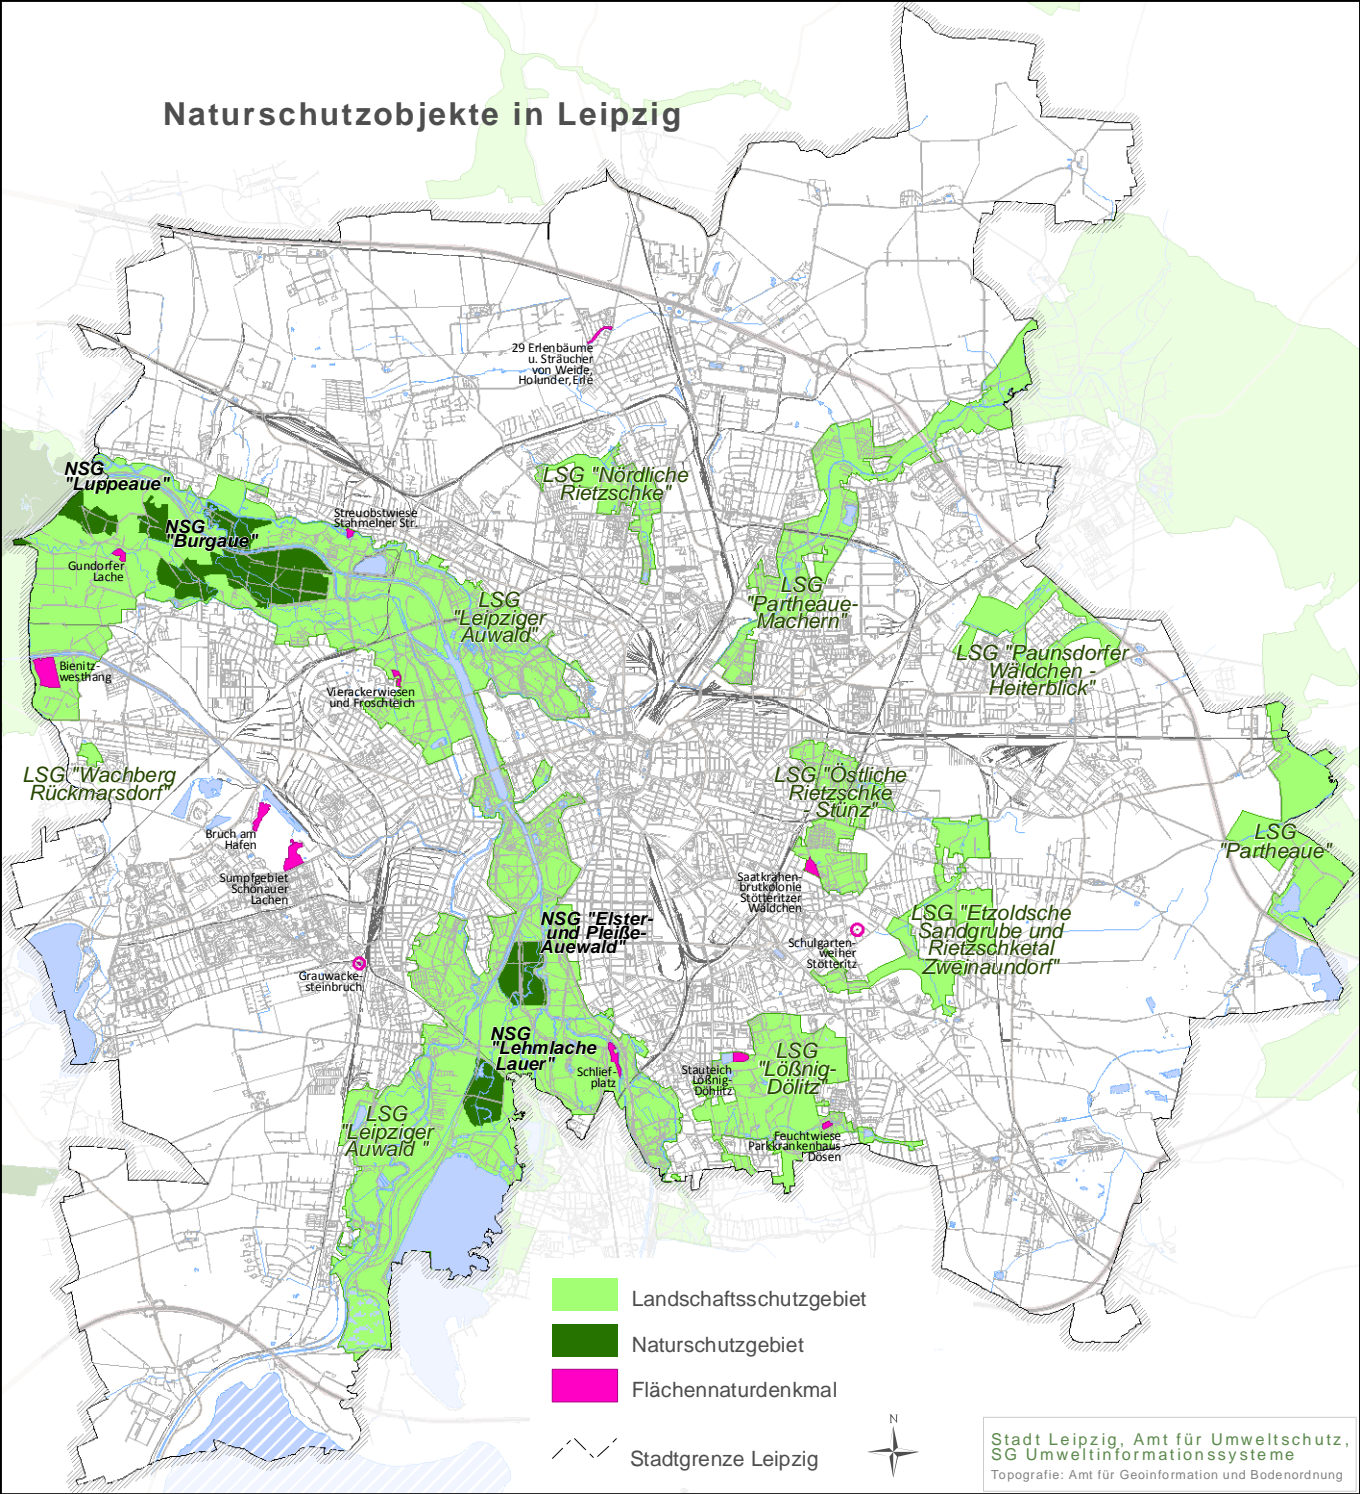 Naturschutzobjekte in Leipzig
29 Erlenbäume
u. Sträucher
von Weide,
Holunder,Erle
NSG
"Luppeaue"
LSG "Nördliche
Rietzschke"
Streuobstwiese
Stahmelner Str.
NSG
"Burgaue"
Gundorfer
Lache
LSG
"Leipziger
Auwald"
LSG
"Partheaue-
Machern"
LSG "Paunsdorfer
Wäldchen -
Heiterblick"
Bienitz-
westhang
Vierackerwiesen
und Froschteich
LSG "Wachberg
Rückmarsdorf"
LSG "Östliche
Rietzschke
- Stünz"
Bruch am
Hafen
LSG
"Partheaue"
Sumpfgebiet
Schönauer
Lachen
Saatkrähen-
brutkolonie
Stötteritzer
Wäldchen
NSG "Elster-
und Pleiße-
Auewald"
LSG "Etzoldsche
Sandgrube und
Rietzschketal
Zweinaundorf"
Schulgarten-
weiher
Stötteritz
Grauwacke-
steinbruch
NSG
"Lehmlache
Lauer"
Schlief-
platz
Stauteich
Lößnig-
Döhlitz
LSG
"Lößnig-
Dölitz"
LSG
"Leipziger
Auwald"
Feuchtwiese
Parkkrankenhaus
Dösen
Landschaftsschutzgebiet
Naturschutzgebiet
Flächennaturdenkmal
Stadtgrenze Leipzig
N
Stadt Leipzig, Amt für Umweltschutz,
SG Umweltinformationssysteme
Topografie: Amt für Geoinformation und Bodenordnung